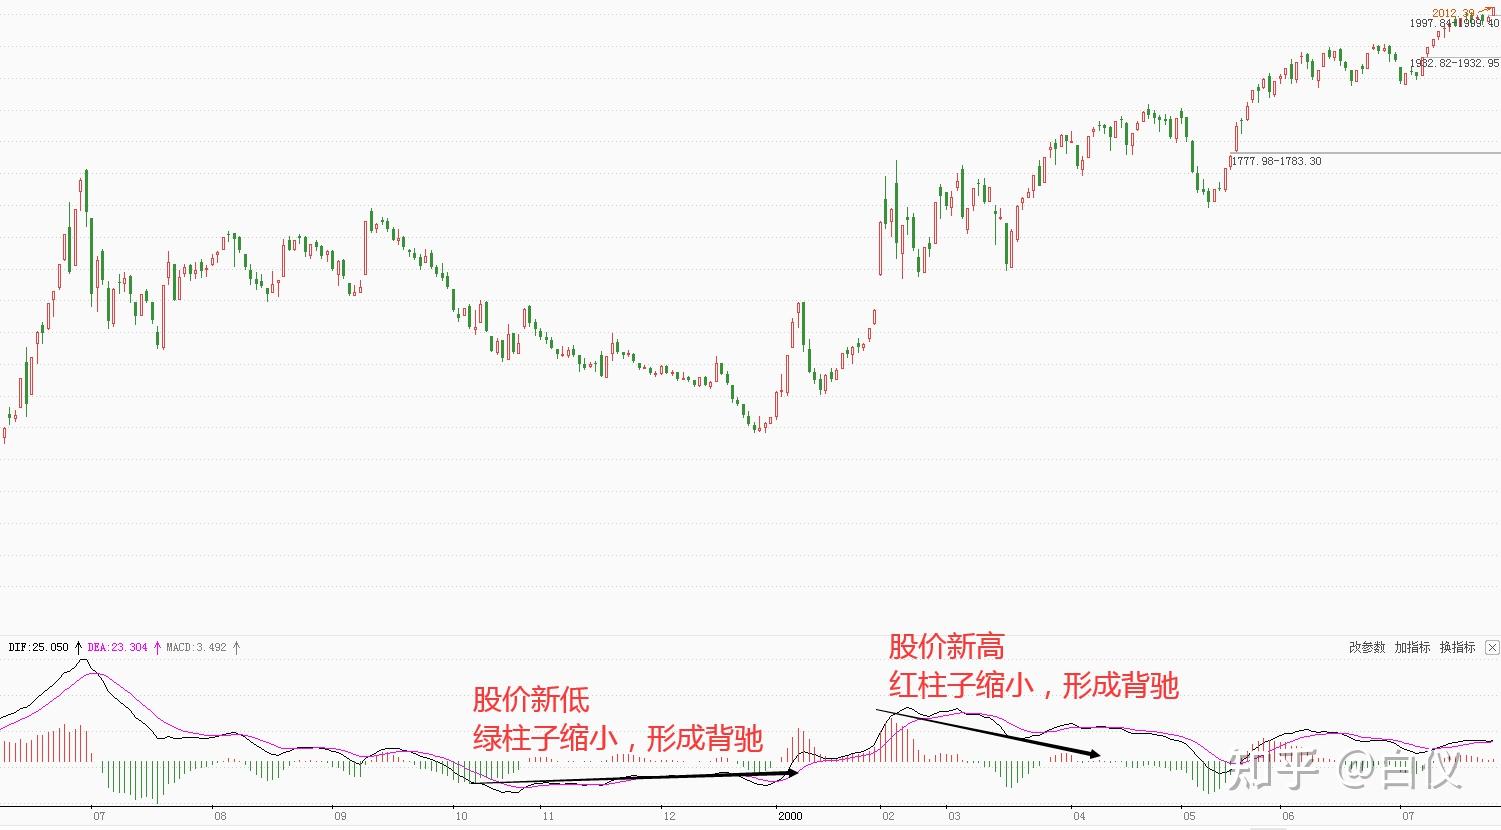 2012.39
1997.84-1999.40
1932.82-1932.95
1777.98-1783.30
DIF:25.050 ↑ DEA:23.304 ↑ MACD:3.492 ↑
改参数 加指标 换指标
股价新高
红柱子缩小，形成背驰
股价新低
绿柱子缩小，形成背驰
知乎 @白仪
07 08 09 10 11 12 2000 02 03 04 05 06 07